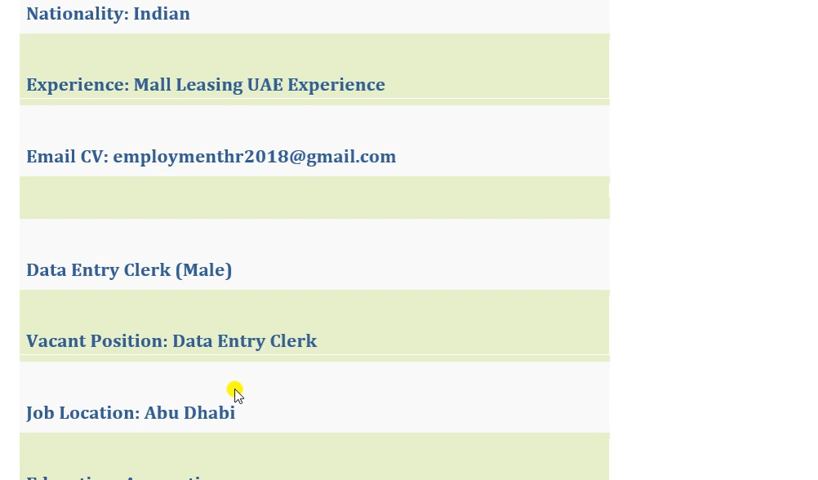 Nationality: Indian
Experience: Mall Leasing UAE Experience
Email CV: employmenthr2018@gmail.com
Data Entry Clerk (Male)
Vacant Position: Data Entry Clerk
Job Location: Abu Dhabi